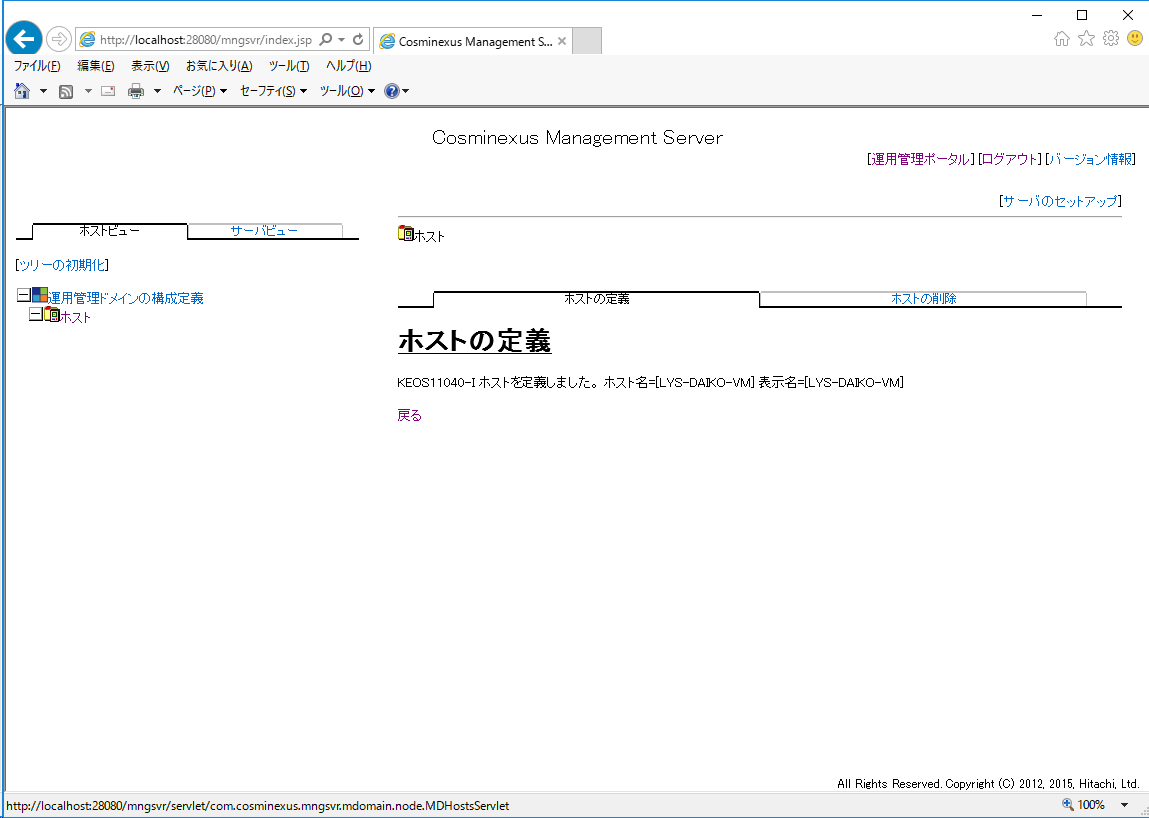 http://localhost:28080/mngsvr/index.jsp
Cosminexus Management S...
ファイル(F) 編集(E) 表示(V) お気に入り(A) ツール(T) ヘルプ(H)
ページ(P) セーフティ(S) ツール(O)
Cosminexus Management Server
[運用管理ポータル] [ログアウト] [バージョン情報]
[サーバのセットアップ]
ホストビュー サーバビュー
[ツリーの初期化]
運用管理ドメインの構成定義
ホスト
ホスト
ホストの定義 ホストの削除
ホストの定義
KEOS11040-I ホストを定義しました。 ホスト名=[LYS-DAIKO-VM] 表示名=[LYS-DAIKO-VM]
戻る
All Rights Reserved. Copyright (C) 2012, 2015, Hitachi, Ltd.
http://localhost:28080/mngsvr/servlet/com.cosminexus.mngsvr.mdomain.node.MDHostsServlet
100%